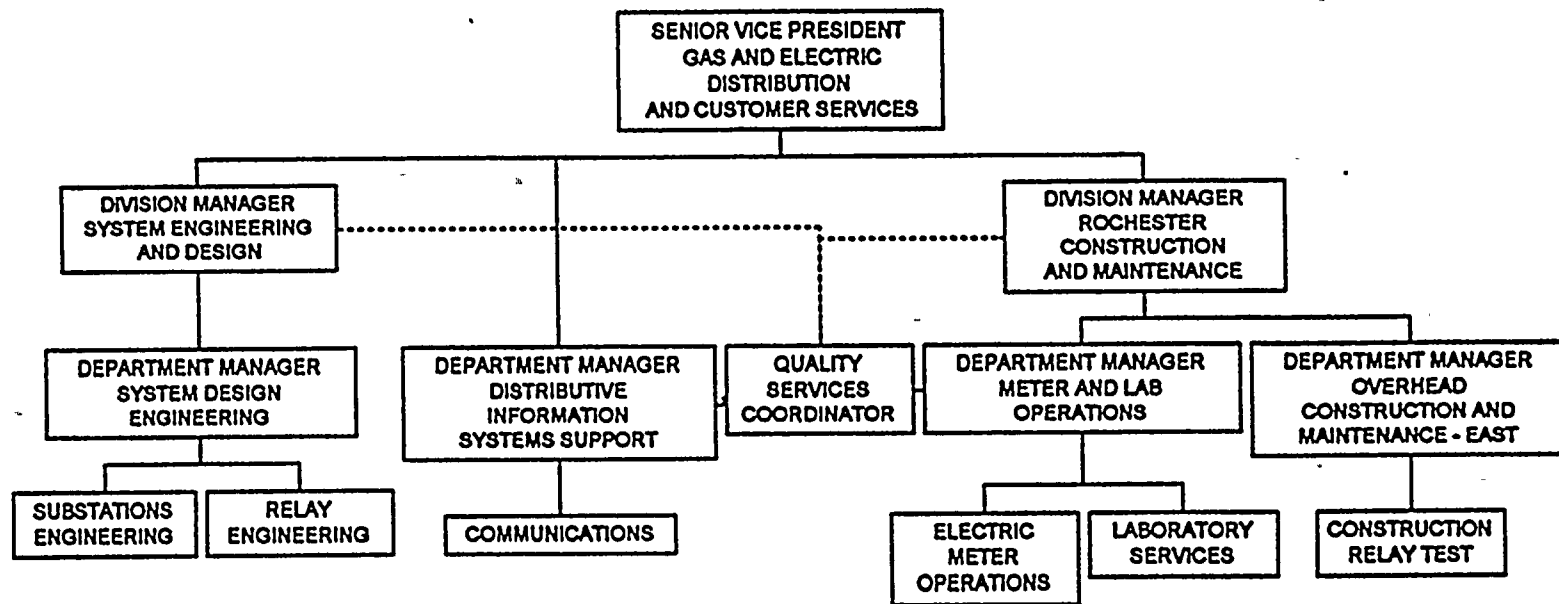 SENIOR VICE PRESIDENT
GAS AND ELECTRIC
DISTRIBUTION
AND CUSTOMER SERVICES
DIVISION MANAGER
SYSTEM ENGINEERING
AND DESIGN
DIVISION MANAGER
ROCHESTER
CONSTRUCTION
AND MAINTENANCE
DEPARTMENT MANAGER
SYSTEM DESIGN
ENGINEERING
DEPARTMENT MANAGER
DISTRIBUTIVE
INFORMATION
SYSTEMS SUPPORT
QUALITY
SERVICES
COORDINATOR
DEPARTMENT MANAGER
METER AND LAB
OPERATIONS
DEPARTMENT MANAGER
OVERHEAD
CONSTRUCTION AND
MAINTENANCE - EAST
SUBSTATIONS
ENGINEERING
RELAY
ENGINEERING
COMMUNICATIONS
ELECTRIC
METER
OPERATIONS
LABORATORY
SERVICES
CONSTRUCTION
RELAY TEST